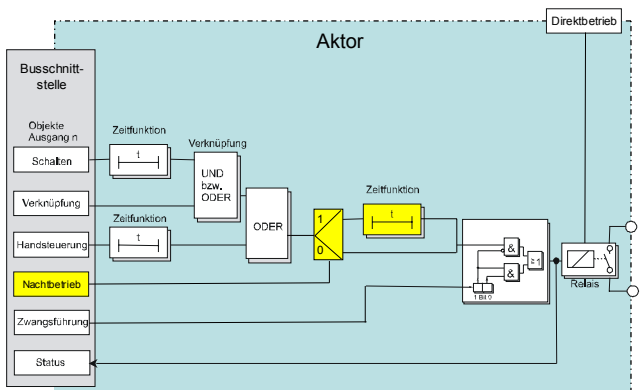 Direktbetrieb
Aktor
Busschnitt-
stelle
Objekte
Ausgang n
Schalten
Verknüpfung
Handsteuerung
Nachtbetrieb
Zwangsführung
Status
Zeitfunktion
t
Verknüpfung
UND
bzw.
ODER
Zeitfunktion
t
ODER
1
0
Zeitfunktion
t
&
&
≥1
1 Bit 0
Relais